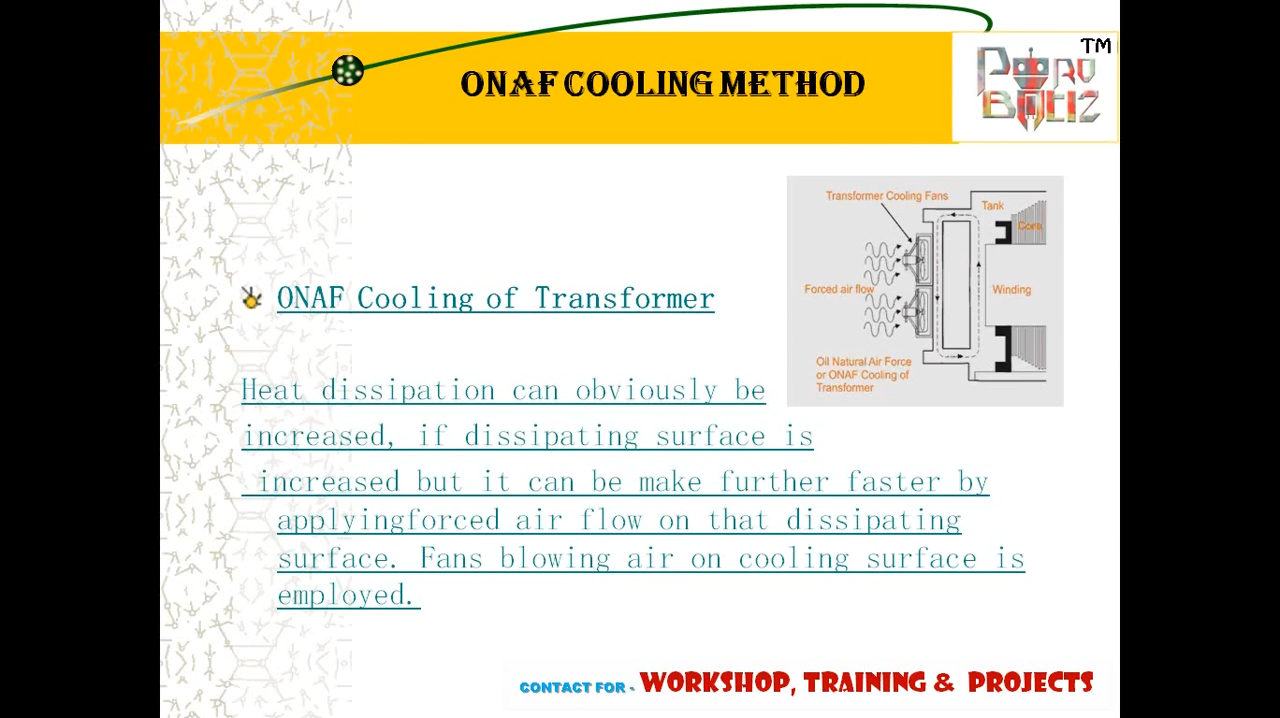 ONAF COOLING METHOD
TM
PORO
BOTIZ
Transformer Cooling Fans
Tank
Core
Forced air flow
Winding
Oil Natural Air Force
or ONAF Cooling of
Transformer
ONAF Cooling of Transformer
Heat dissipation can obviously be
increased, if dissipating surface is
increased but it can be make further faster by
applyingforced air flow on that dissipating
surface. Fans blowing air on cooling surface is
employed.
CONTACT FOR - WORKSHOP, TRAINING & PROJECTS